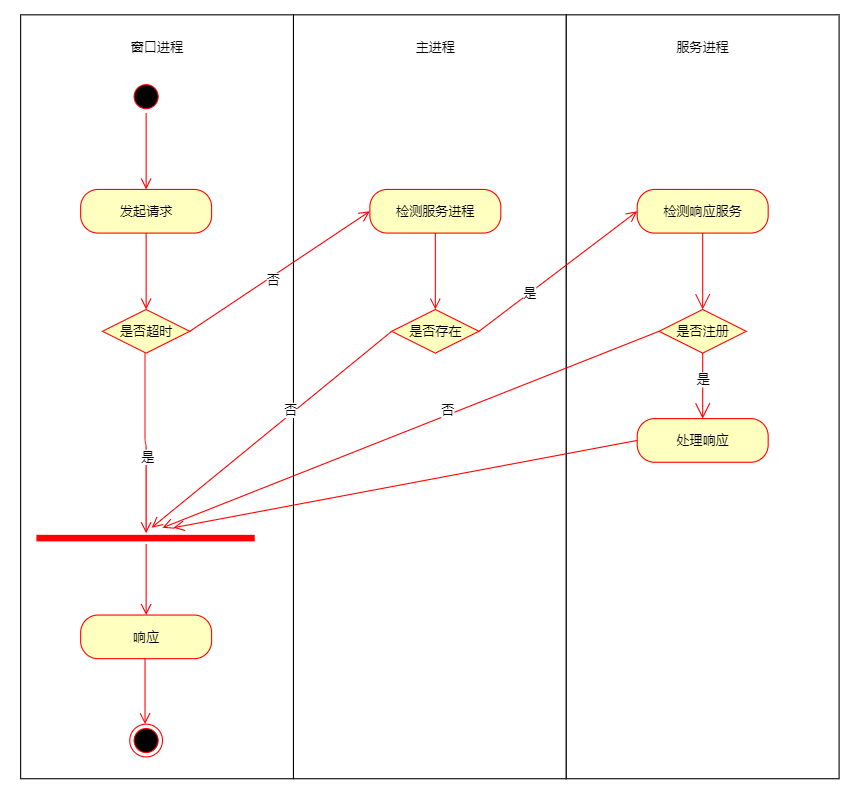 窗口进程
主进程
服务进程
发起请求
检测服务进程
检测响应服务
否
是
是否超时
是否存在
是否注册
是
否
否
处理响应
是
响应